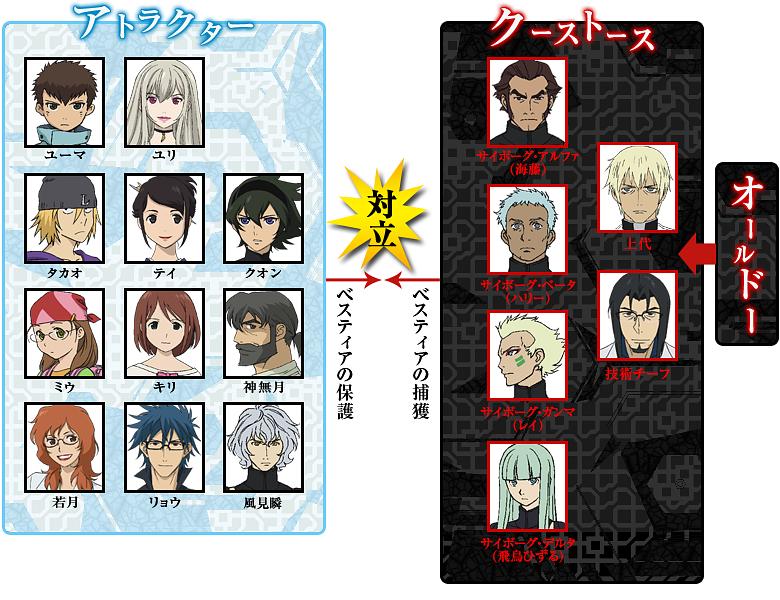 アトラクター
ユーマ
ユリ
タカオ
テイ
クオン
ミウ
キリ
神無月
若月
リョウ
風見瞬
対立
ベスティアの保護
ベスティアの捕獲
クーストース
サイボーグ・アルファ
(海藤)
上代
サイボーグ・ベータ
(ハリー)
技術チーフ
サイボーグ・ガンマ
(レイ)
サイボーグ・デルタ
(飛鳥ひずる)
オールドー